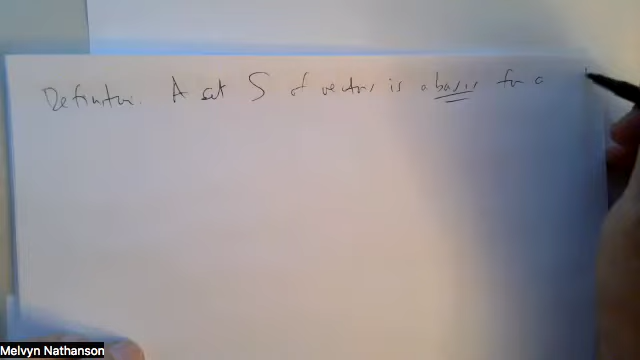 Definition. A set S of vectors is a basis for a
Melvyn Nathanson